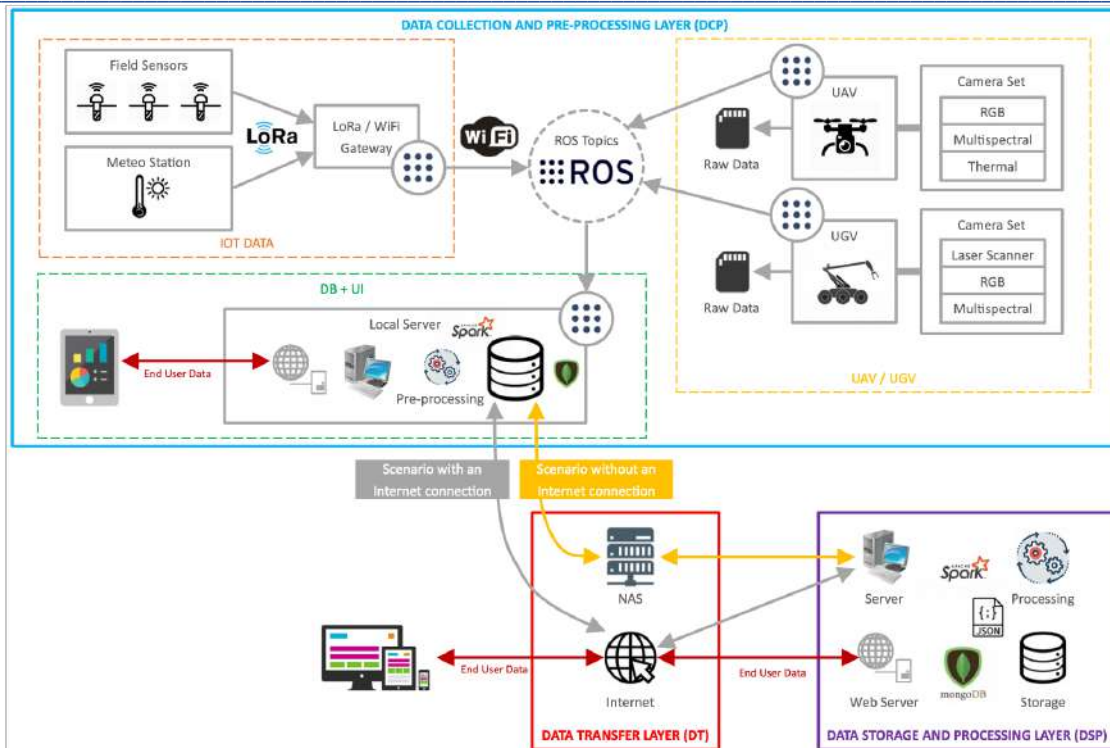 DATA COLLECTION AND PRE-PROCESSING LAYER (DCP)
Field Sensors
LoRa
Meteo Station
LoRa / WiFi
Gateway
WiFi
IOT DATA
ROS Topics
ROS
Raw Data
UAV
Camera Set
RGB
Multispectral
Thermal
Raw Data
UGV
Camera Set
Laser Scanner
RGB
Multispectral
UAV / UGV
DB + UI
Local Server
APACHE
Spark
End User Data
Pre-processing
Scenario with an
Internet connection
Scenario without an
Internet connection
NAS
Server
APACHE
Spark
Processing
{;}
JSON
End User Data
Internet
End User Data
Web Server
mongoDB
Storage
DATA TRANSFER LAYER (DT)
DATA STORAGE AND PROCESSING LAYER (DSP)